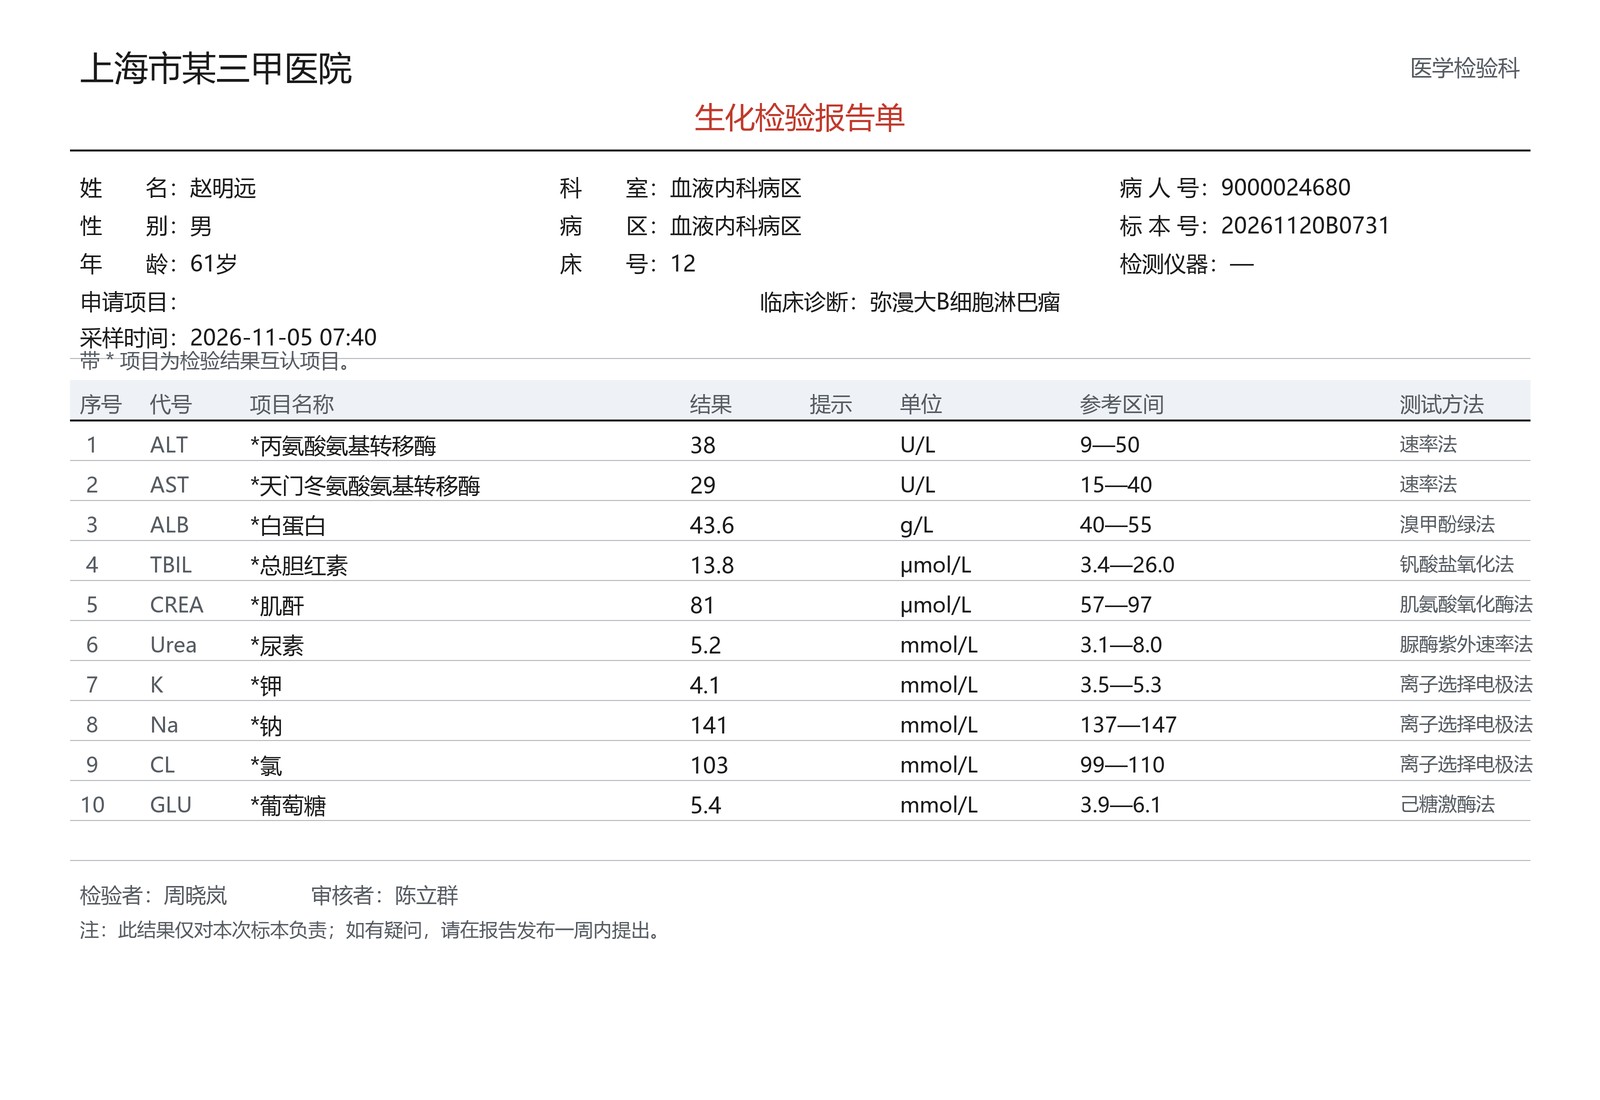 上海市某三甲医院 医学检验科
生化检验报告单
姓 名：赵明远 科 室：血液内科病区 病 人 号：9000024680
性 别：男 病 区：血液内科病区 标 本 号：20261120B0731
年 龄：61岁 床 号：12 检测仪器：—
申请项目： 临床诊断：弥漫大B细胞淋巴瘤
采样时间：2026-11-05 07:40
带 * 项目为检验结果互认项目。
序号 代号 项目名称 结果 提示 单位 参考区间 测试方法
1 ALT *丙氨酸氨基转移酶 38 U/L 9—50 速率法
2 AST *天门冬氨酸氨基转移酶 29 U/L 15—40 速率法
3 ALB *白蛋白 43.6 g/L 40—55 溴甲酚绿法
4 TBIL *总胆红素 13.8 μmol/L 3.4—26.0 钒酸盐氧化法
5 CREA *肌酐 81 μmol/L 57—97 肌氨酸氧化酶法
6 Urea *尿素 5.2 mmol/L 3.1—8.0 脲酶紫外速率法
7 K *钾 4.1 mmol/L 3.5—5.3 离子选择电极法
8 Na *钠 141 mmol/L 137—147 离子选择电极法
9 CL *氯 103 mmol/L 99—110 离子选择电极法
10 GLU *葡萄糖 5.4 mmol/L 3.9—6.1 己糖激酶法
检验者：周晓岚 审核者：陈立群
注：此结果仅对本次标本负责；如有疑问，请在报告发布一周内提出。